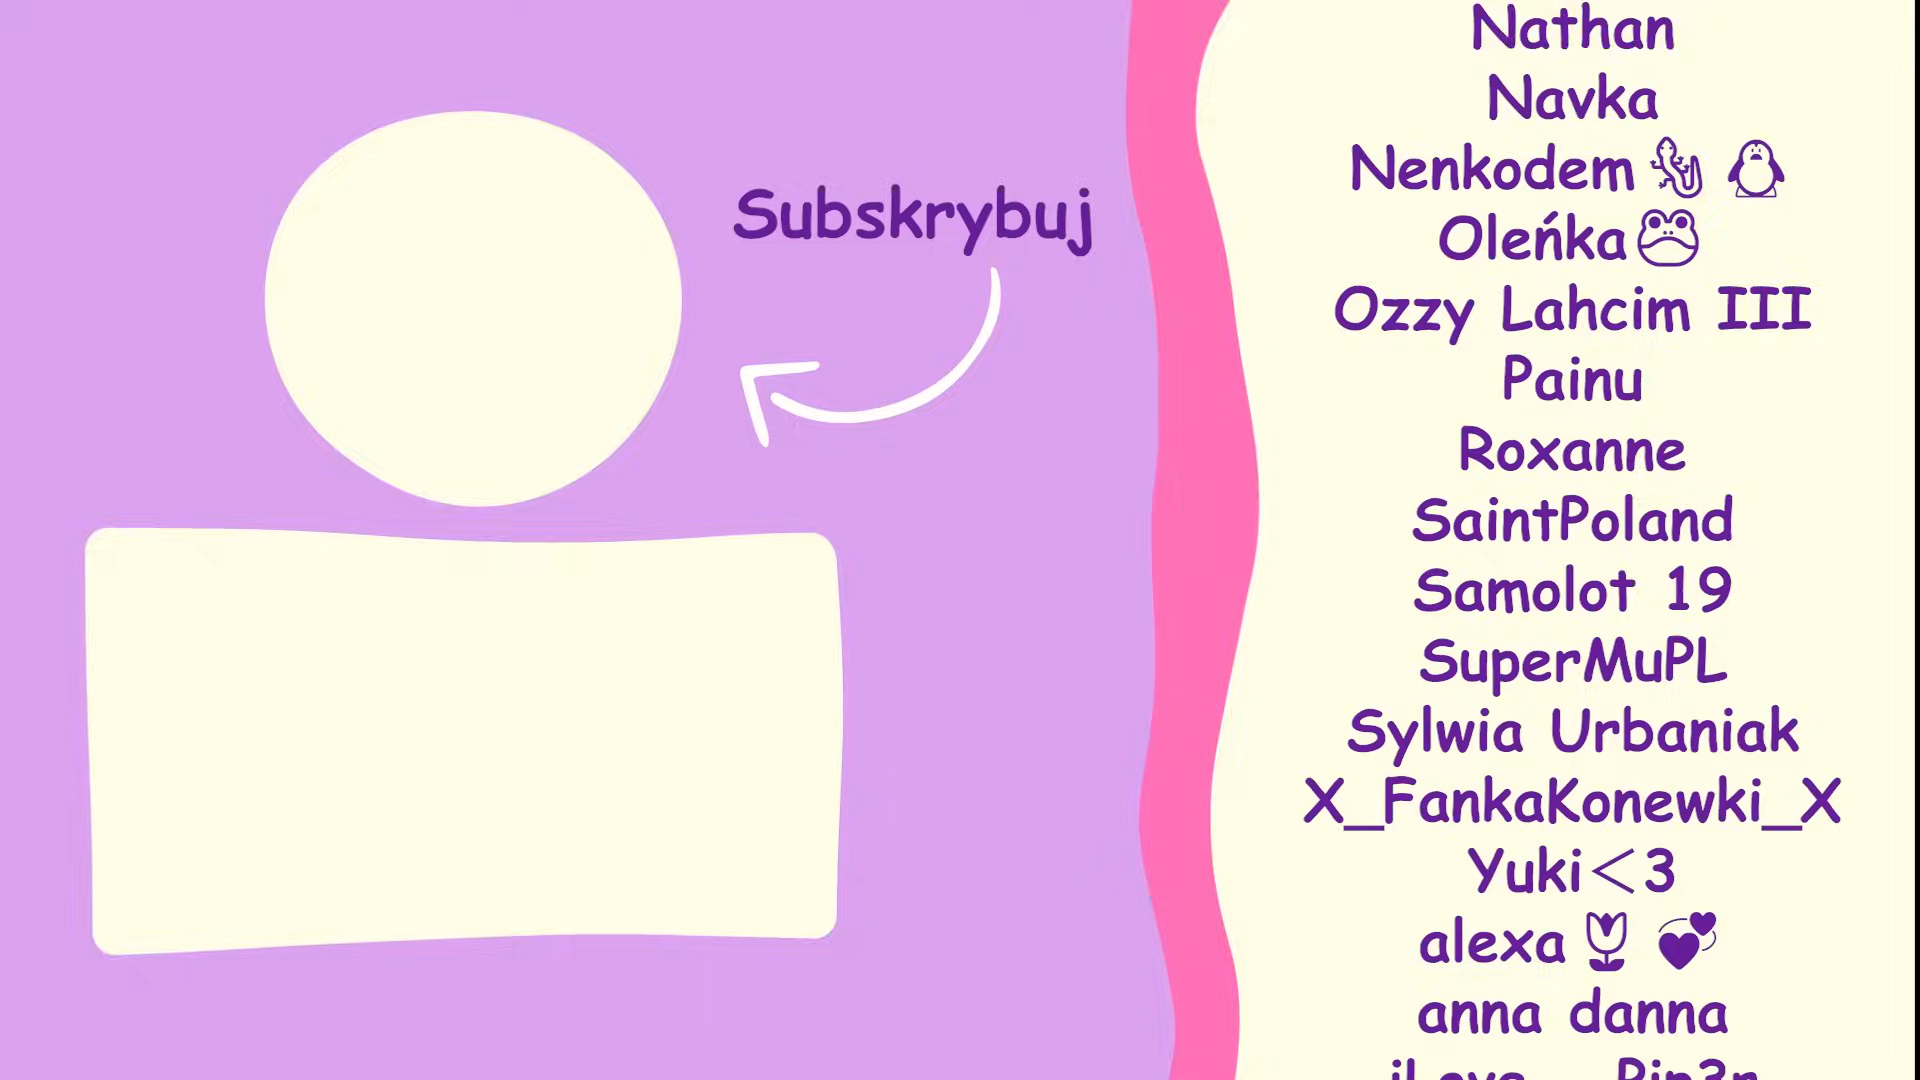 Subskrybuj
Nathan
Navka
Nenkodem🦎 🐧
Oleńka🐸
Ozzy Lahcim III
Painu
Roxanne
SaintPoland
Samolot 19
SuperMuPL
Sylwia Urbaniak
X_FankaKonewki_X
Yuki<3
alexa🌷 💞
anna danna